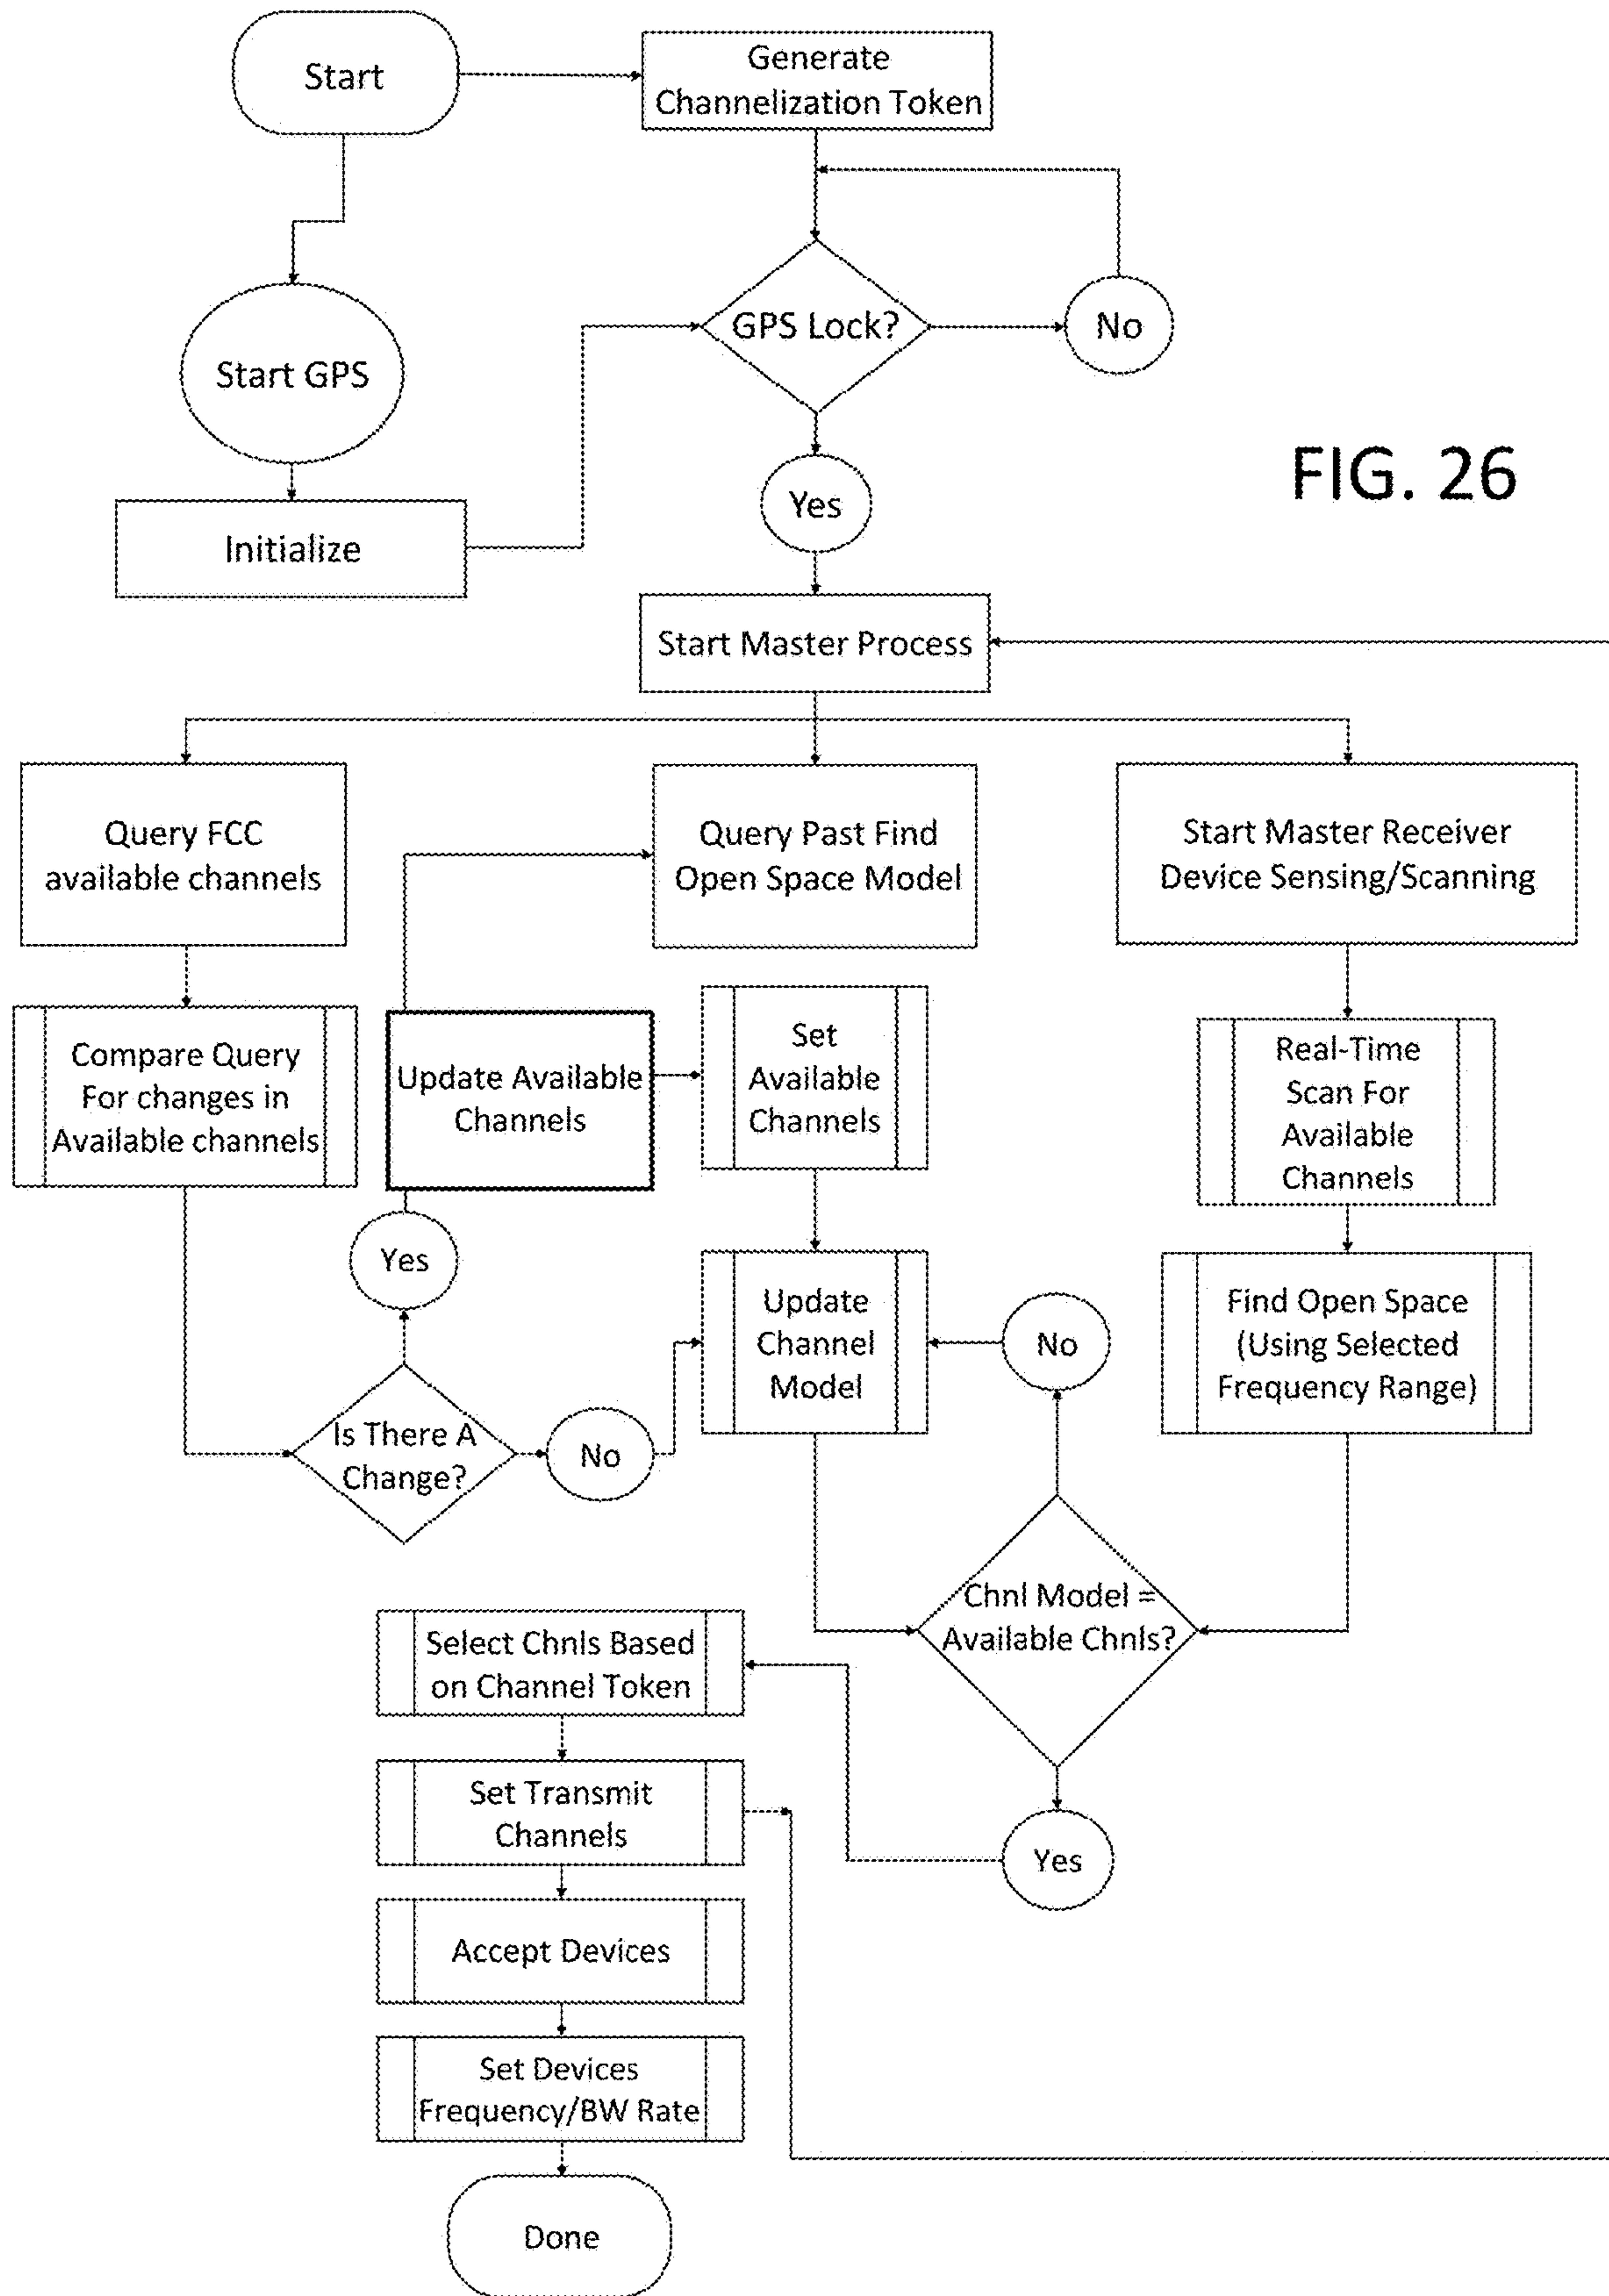 Start
Generate
Channelization Token
GPS Lock?
No
Start GPS
FIG. 26
Yes
Initialize
Start Master Process
Query FCC
available channels
Query Past Find
Open Space Model
Start Master Receiver
Device Sensing/Scanning
Compare Query
For changes in
Available channels
Update Available
Channels
Set
Available
Channels
Real-Time
Scan For
Available
Channels
Yes
Update
Channel
Model
No
Find Open Space
(Using Selected
Frequency Range)
Is There A
Change?
No
Chnl Model =
Available Chnls?
Select Chnls Based
on Channel Token
Set Transmit
Channels
Yes
Accept Devices
Set Devices
Frequency/BW Rate
Done